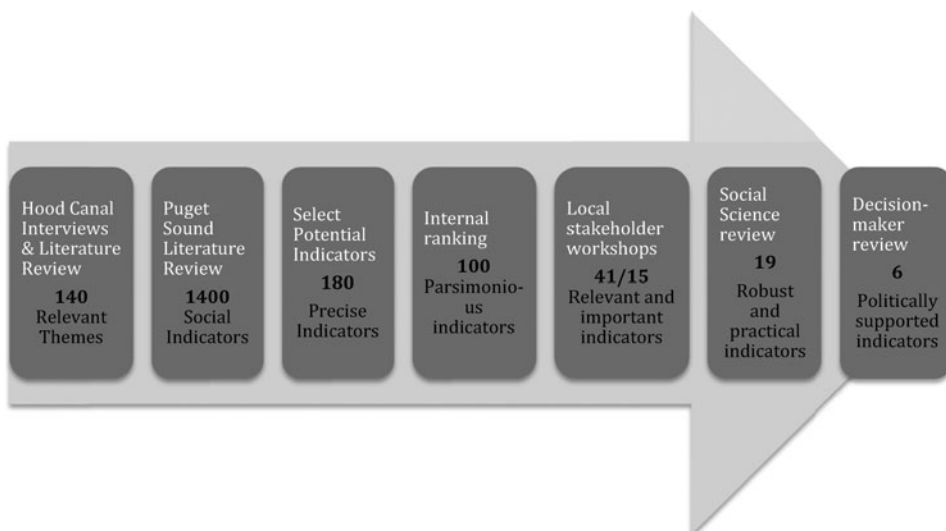 Hood Canal
Interviews
& Literature
Review
140
Relevant
Themes
Puget
Sound
Literature
Review
1400
Social
Indicators
Select
Potential
Indicators
180
Precise
Indicators
Internal
ranking
100
Parsimonio-
us
indicators
Local
stakeholder
workshops
41/15
Relevant and
important
indicators
Social
Science
review
19
Robust
and
practical
indicators
Decision-
maker
review
6
Politically
supported
indicators